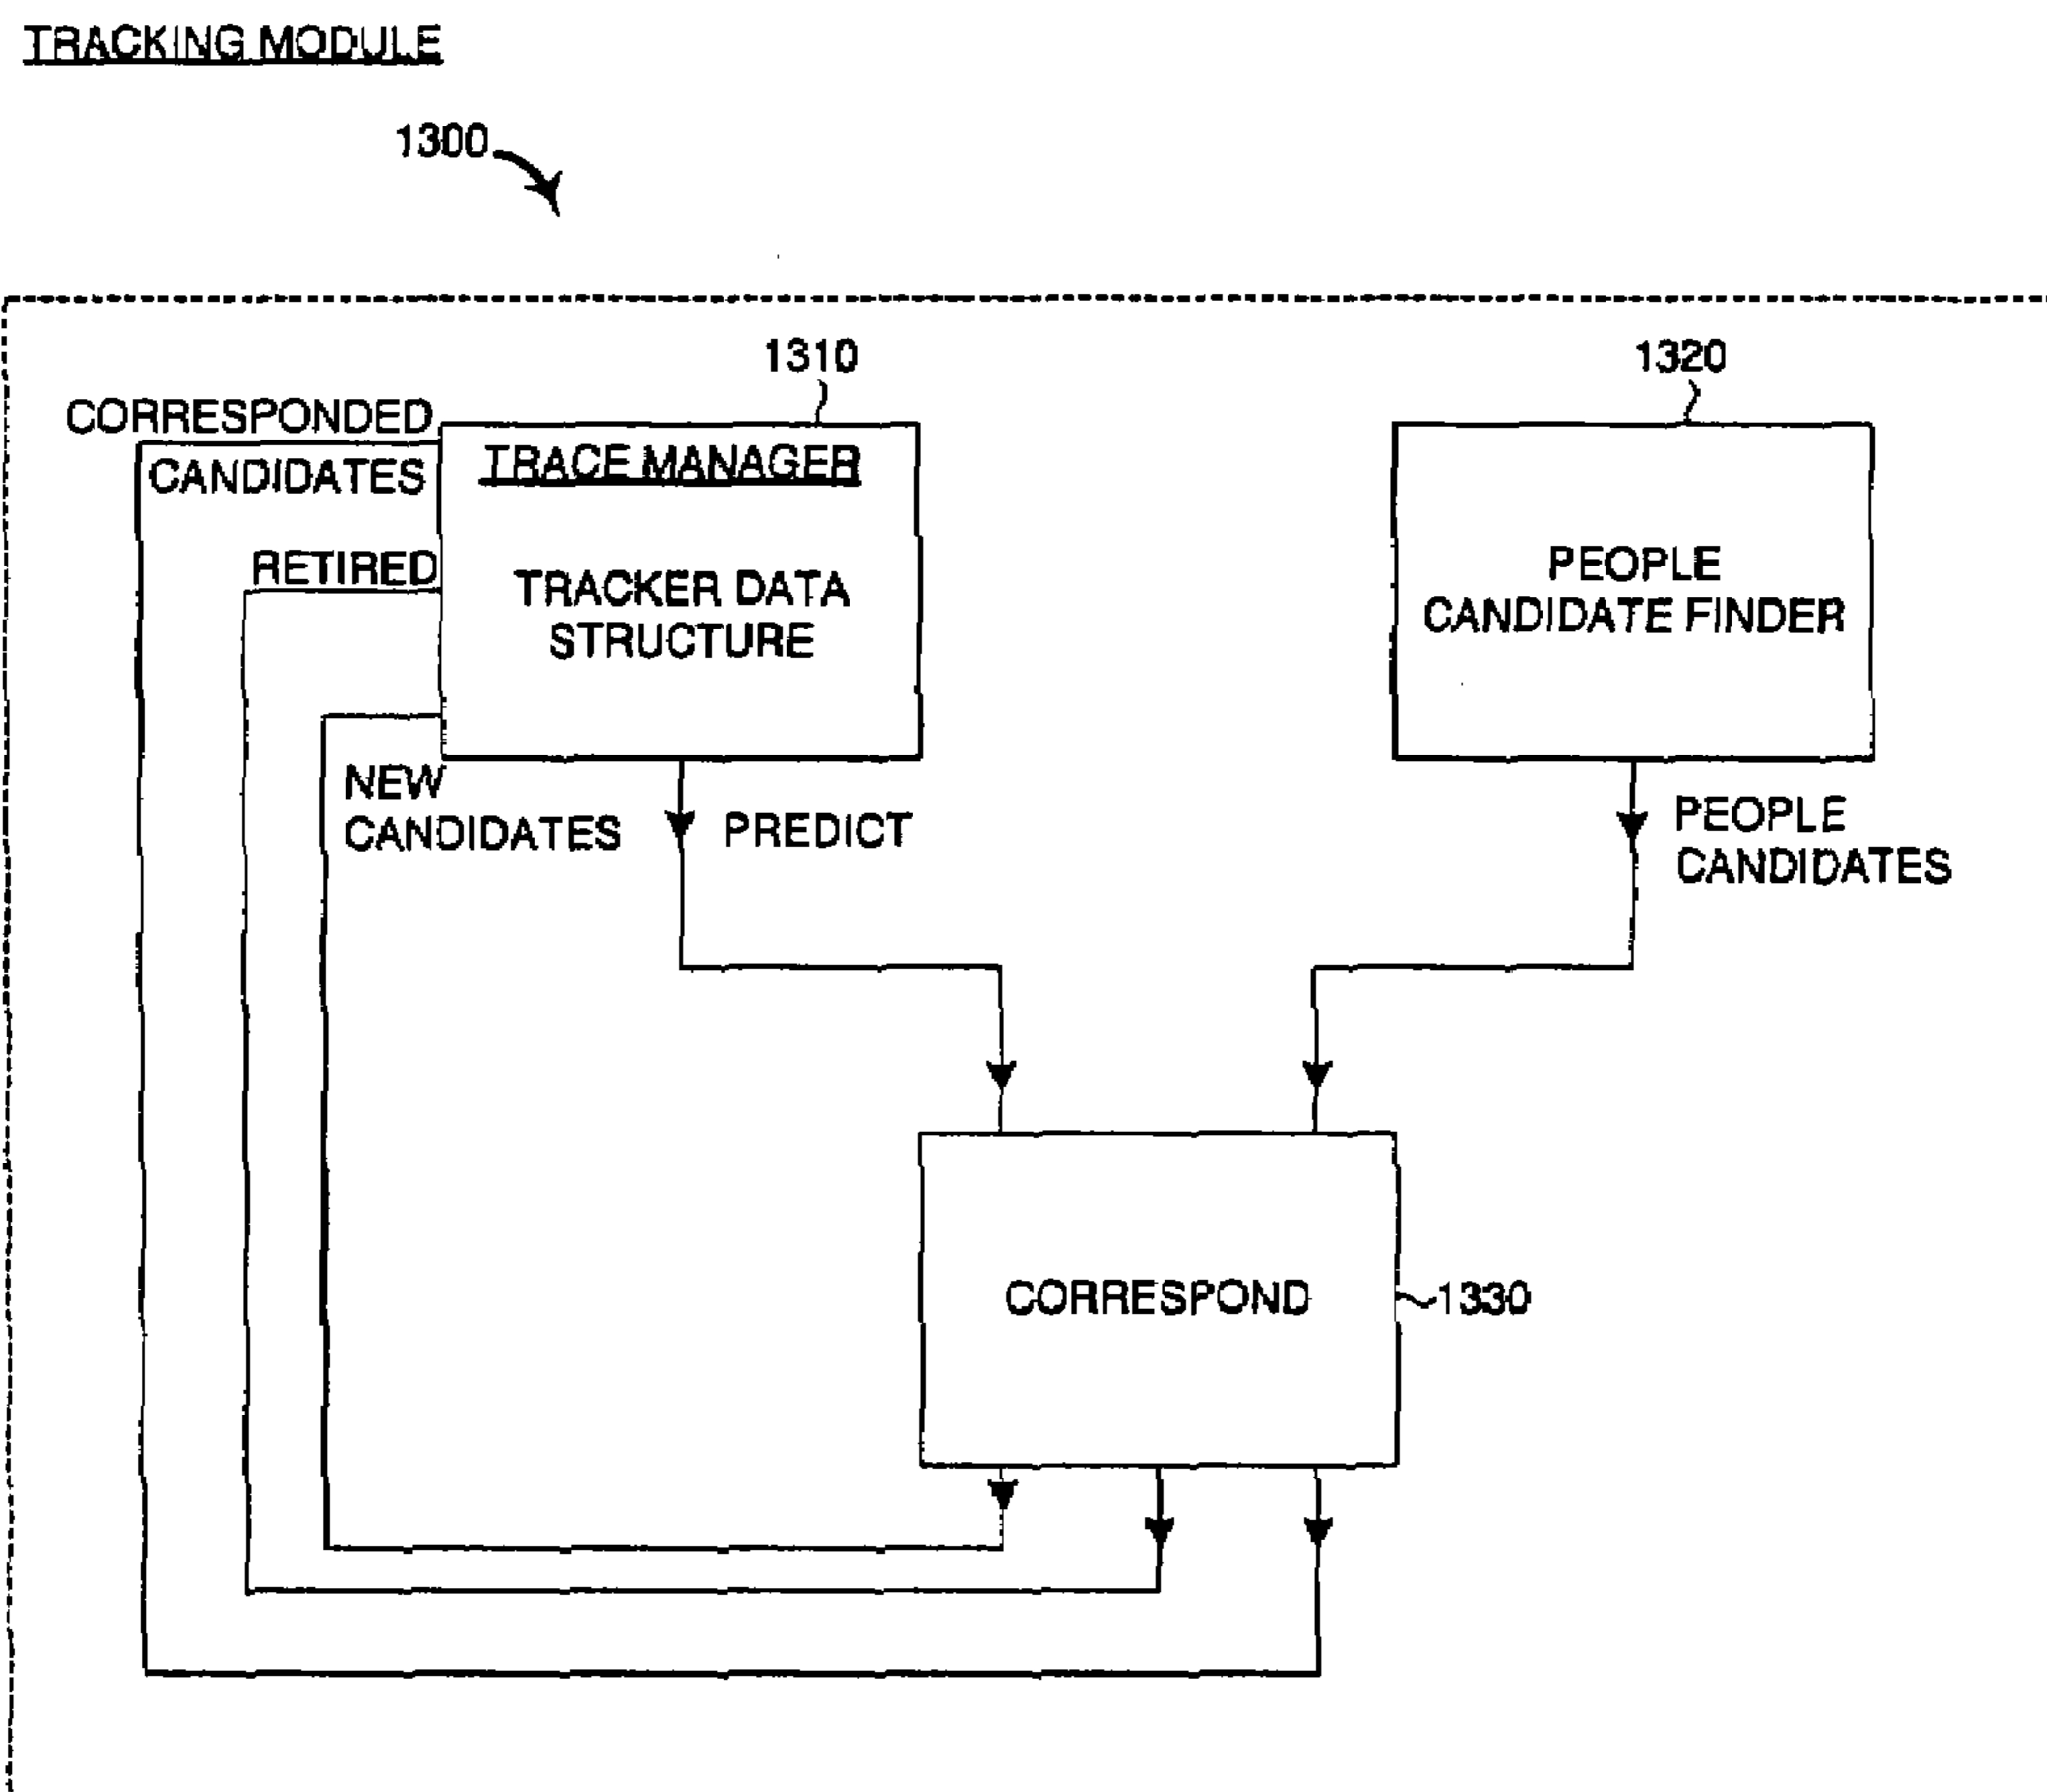 TRACKING MODULE
1300
1310
1320
CORRESPONDED
CANDIDATES
TRACE MANAGER
RETIRED
TRACKER DATA
STRUCTURE
PEOPLE
CANDIDATE FINDER
NEW
CANDIDATES
PREDICT
PEOPLE
CANDIDATES
CORRESPOND
1330